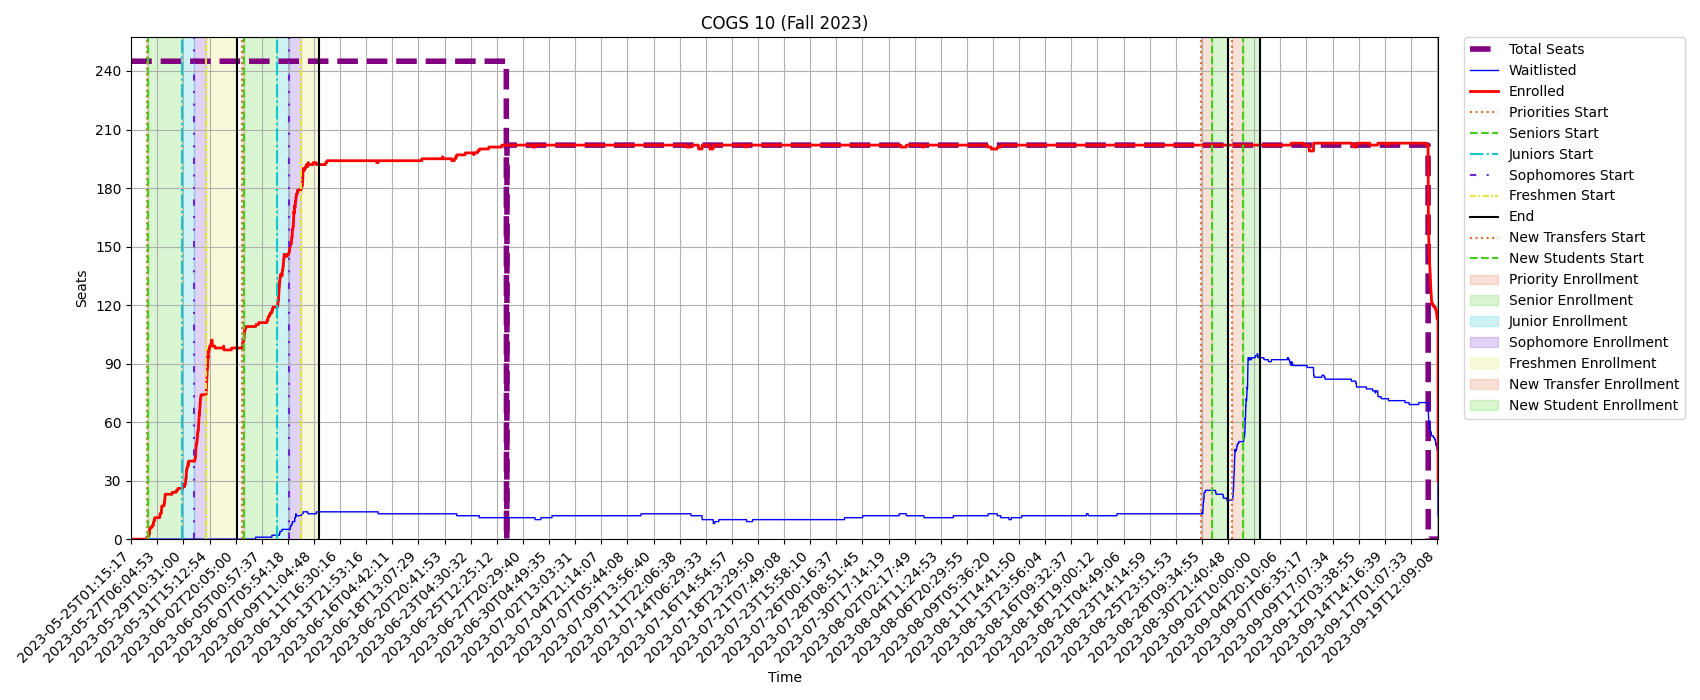 COGS 10 (Fall 2023)
240
210
180
150
120
90
60
30
0
Seats
2023-05-25T01:15:17
2023-05-27T06:04:53
2023-05-29T10:31:00
2023-05-31T15:12:54
2023-06-02T20:05:00
2023-06-05T00:57:37
2023-06-07T05:54:18
2023-06-09T11:04:48
2023-06-11T16:30:16
2023-06-13T21:53:16
2023-06-16T04:42:11
2023-06-18T13:07:29
2023-06-20T20:41:53
2023-06-23T04:30:32
2023-06-25T12:25:12
2023-06-27T20:29:40
2023-06-30T04:49:35
2023-07-02T13:03:31
2023-07-04T21:14:07
2023-07-07T05:44:08
2023-07-09T13:56:40
2023-07-11T22:06:38
2023-07-14T06:29:33
2023-07-16T14:54:57
2023-07-18T23:29:50
2023-07-21T07:49:08
2023-07-23T15:58:10
2023-07-26T00:16:37
2023-07-28T08:51:45
2023-07-30T17:14:19
2023-08-02T02:17:49
2023-08-04T11:24:53
2023-08-06T20:29:55
2023-08-09T05:36:20
2023-08-11T14:41:50
2023-08-13T23:56:04
2023-08-16T09:32:37
2023-08-18T19:00:12
2023-08-21T04:49:06
2023-08-23T14:14:59
2023-08-25T23:51:53
2023-08-28T09:34:55
2023-08-30T21:40:48
2023-09-02T10:00:00
2023-09-04T20:10:06
2023-09-07T06:35:17
2023-09-09T17:07:34
2023-09-12T03:38:55
2023-09-14T14:16:39
2023-09-17T01:07:33
2023-09-19T12:09:08
Time
Total Seats
Waitlisted
Enrolled
Priorities Start
Seniors Start
Juniors Start
Sophomores Start
Freshmen Start
End
New Transfers Start
New Students Start
Priority Enrollment
Senior Enrollment
Junior Enrollment
Sophomore Enrollment
Freshmen Enrollment
New Transfer Enrollment
New Student Enrollment